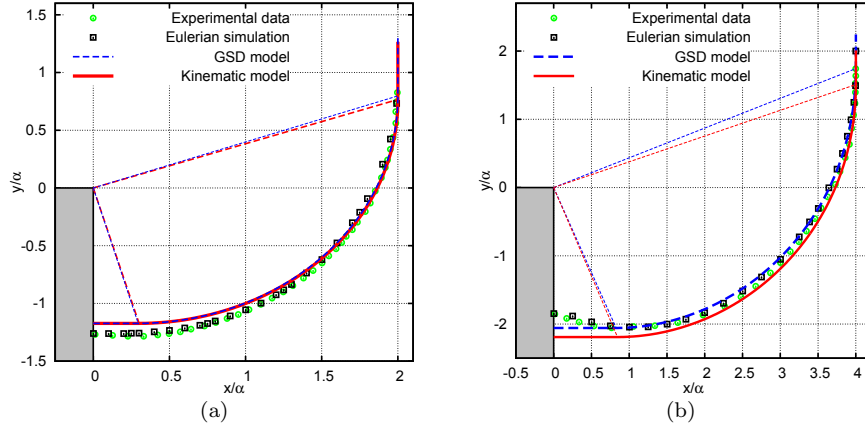 Experimental data
Eulerian simulation
GSD model
Kinematic model
1.5
1
0.5
0
-0.5
-1
-1.5
y/α
0 0.5 1 1.5 2
x/α
(a)
Experimental data
Eulerian simulation
GSD model
Kinematic model
2
1
0
-1
-2
y/α
-0.5 0 0.5 1 1.5 2 2.5 3 3.5 4
x/α
(b)